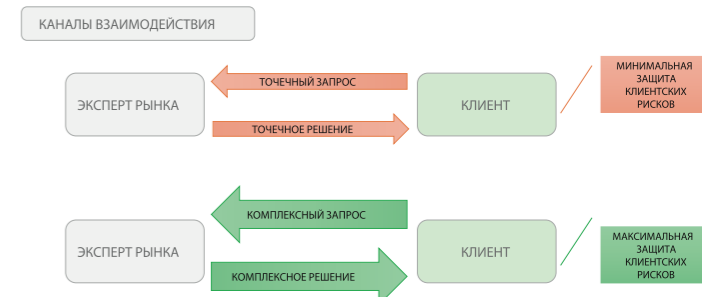 КАНАЛЫ ВЗАИМОДЕЙСТВИЯ
ЭКСПЕРТ РЫНКА
ТОЧЕЧНЫЙ ЗАПРОС
ТОЧЕЧНОЕ РЕШЕНИЕ
КЛИЕНТ
МИНИМАЛЬНАЯ
ЗАЩИТА
КЛИЕНТСКИХ
РИСКОВ
ЭКСПЕРТ РЫНКА
КОМПЛЕКСНЫЙ ЗАПРОС
КОМПЛЕКСНОЕ РЕШЕНИЕ
КЛИЕНТ
МАКСИМАЛЬНАЯ
ЗАЩИТА
КЛИЕНТСКИХ
РИСКОВ